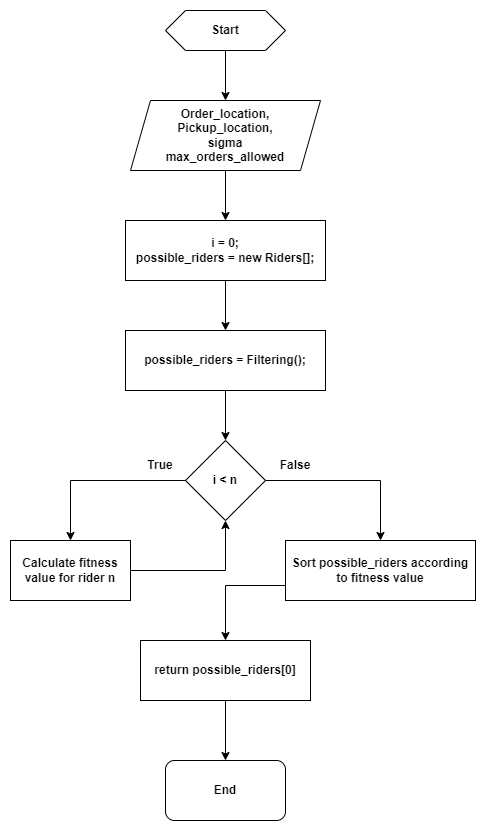 Start
Order_location,
Pickup_location,
sigma
max_orders_allowed
i = 0;
possible_riders = new Riders[];
possible_riders = Filtering();
True
False
i < n
Calculate fitness
value for rider n
Sort possible_riders according
to fitness value
return possible_riders[0]
End